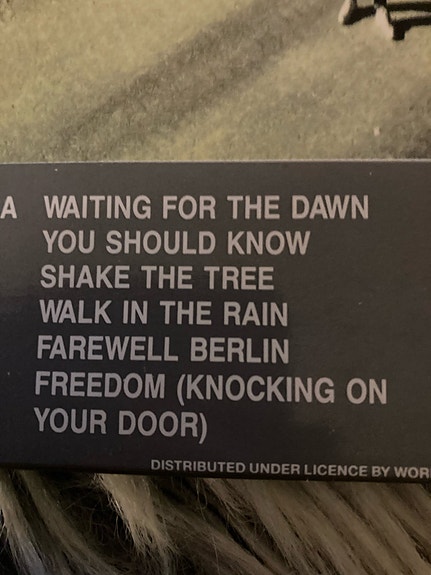 A WAITING FOR THE DAWN
YOU SHOULD KNOW
SHAKE THE TREE
WALK IN THE RAIN
FAREWELL BERLIN
FREEDOM (KNOCKING ON
YOUR DOOR)
DISTRIBUTED UNDER LICENCE BY